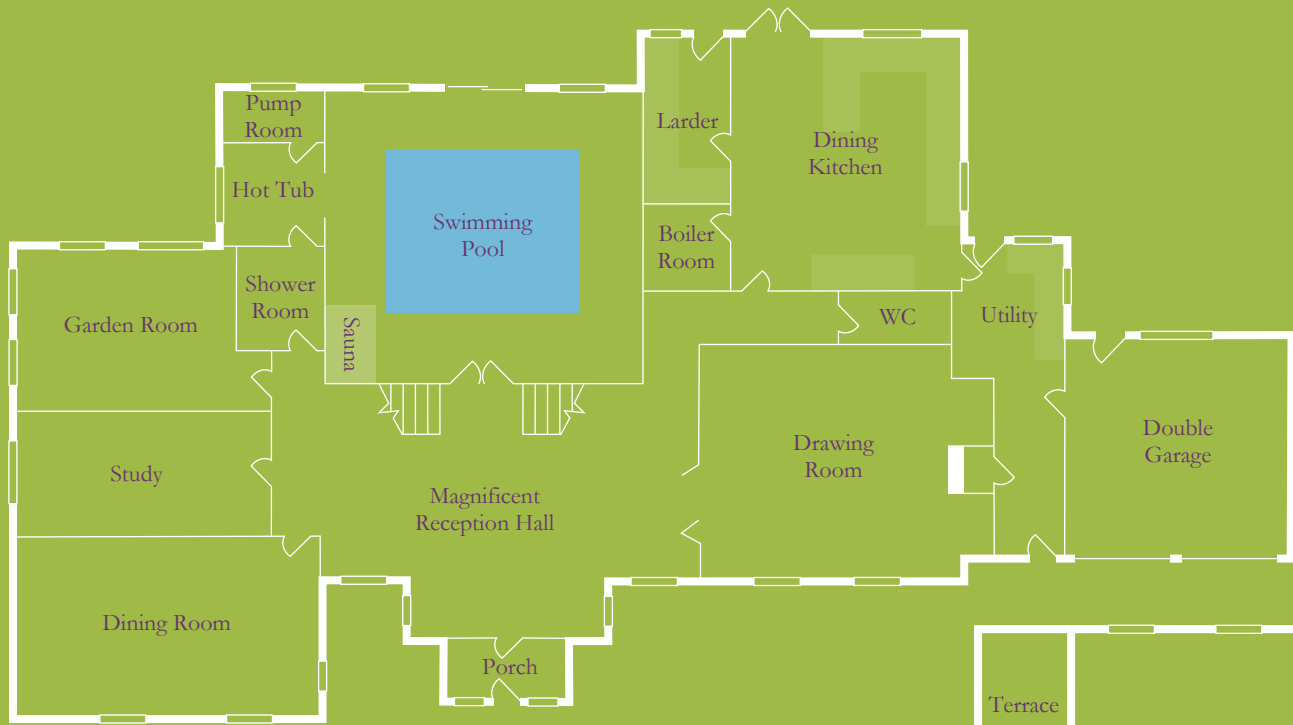 Pump
Room
Larder
Dining
Kitchen
Hot Tub
Swimming
Pool
Boiler
Room
Shower
Room
Garden Room
Sauna
WC
Utility
Double
Garage
Drawing
Room
Study
Magnificent
Reception Hall
Dining Room
Porch
Terrace